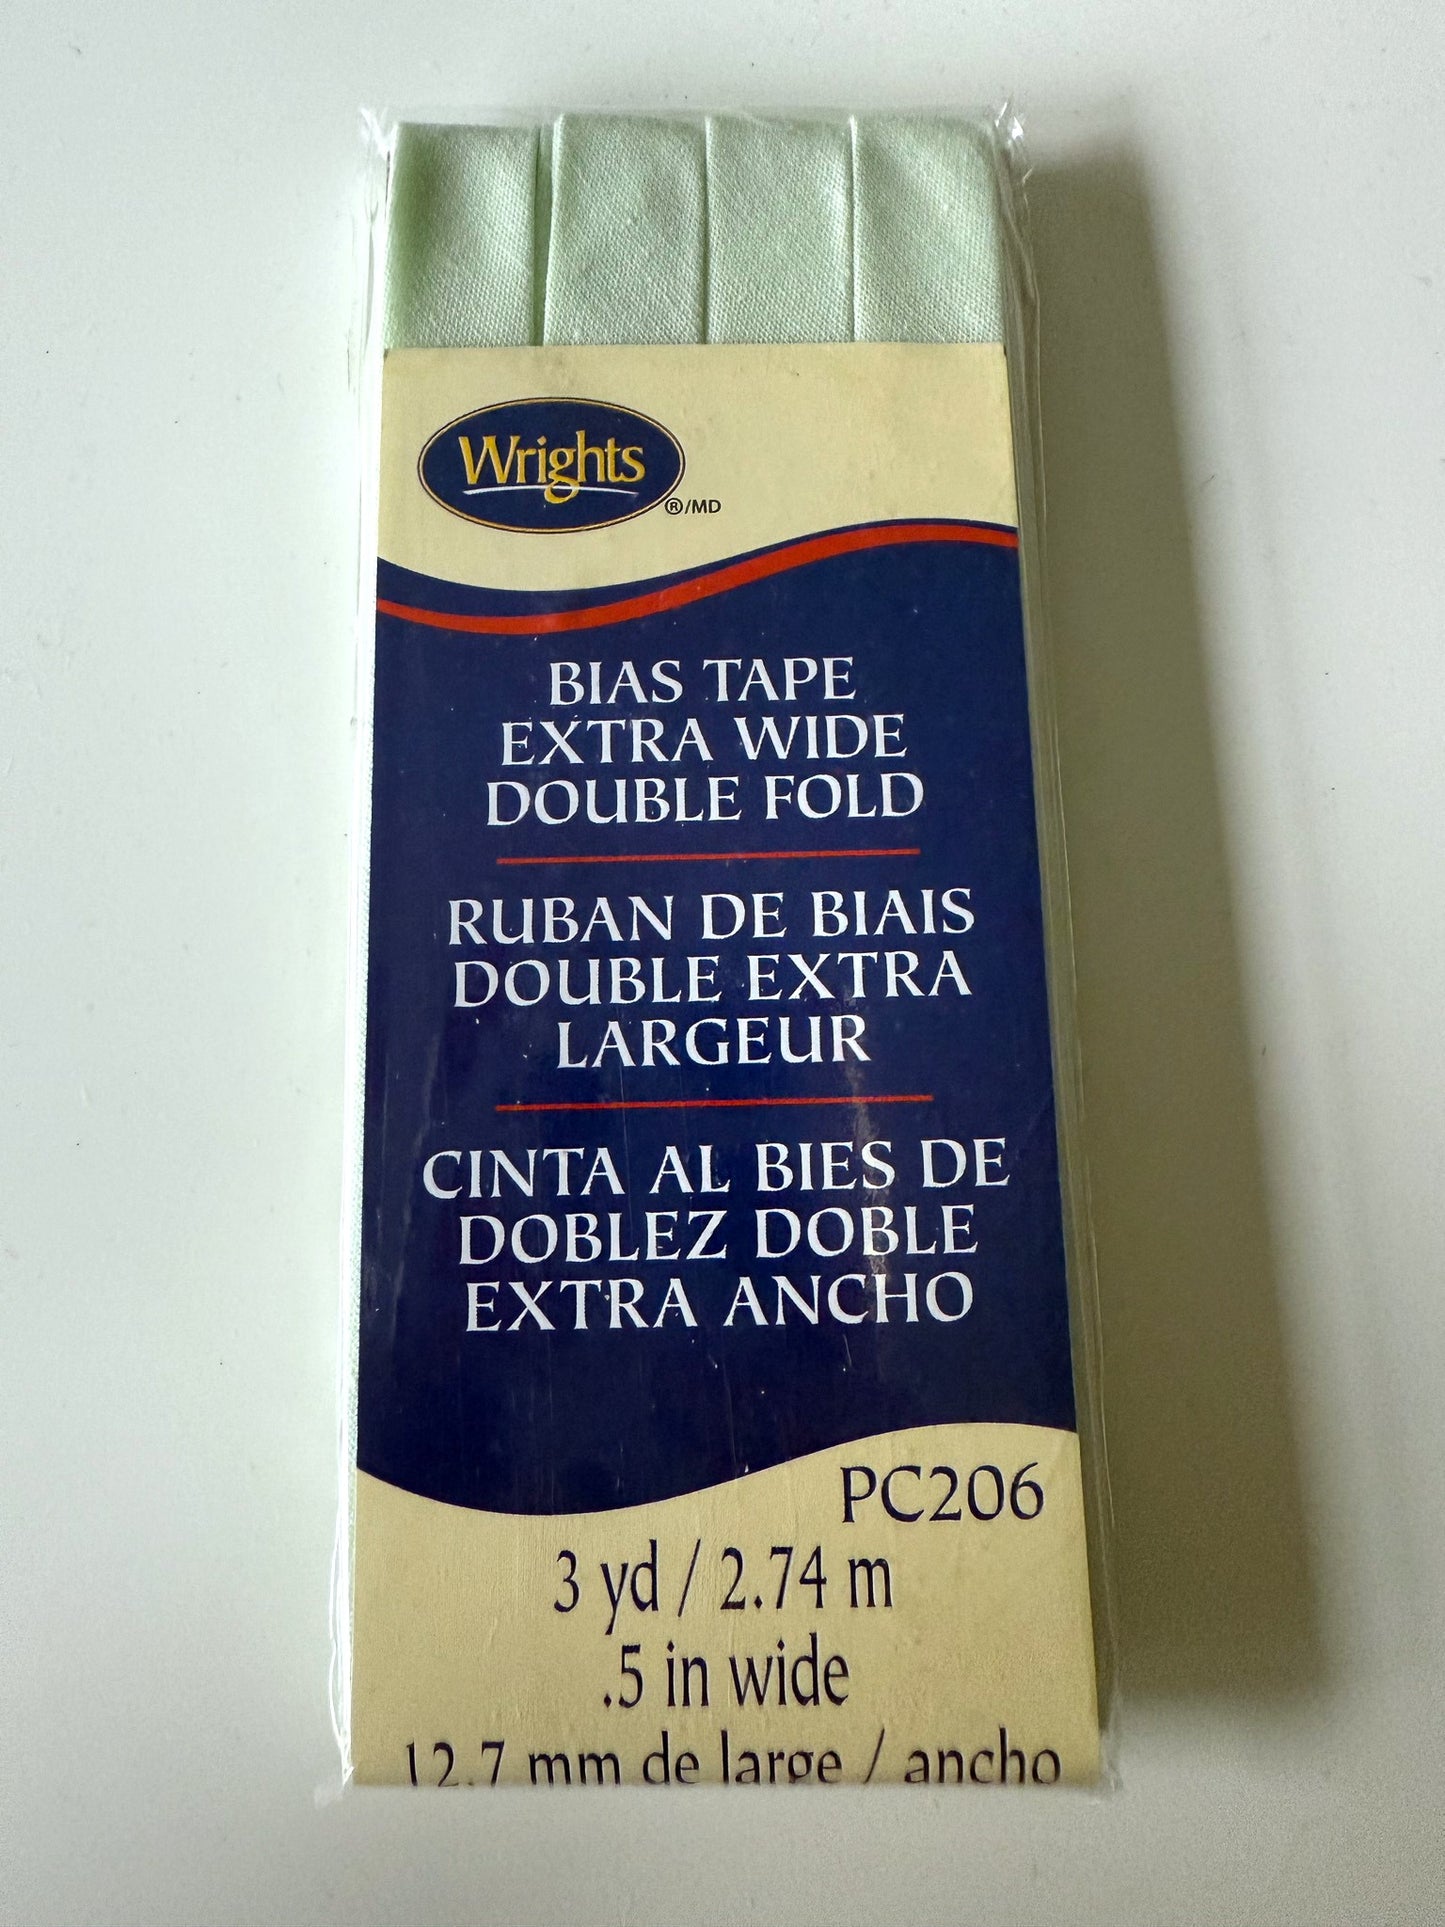 Wrights
®/MD
BIAS TAPE
EXTRA WIDE
DOUBLE FOLD
RUBAN DE BIAIS
DOUBLE EXTRA
LARGEUR
CINTA AL BIES DE
DOBLEZ DOBLE
EXTRA ANCHO
PC206
3 yd / 2.74 m
.5 in wide
12.7 mm de large / ancho